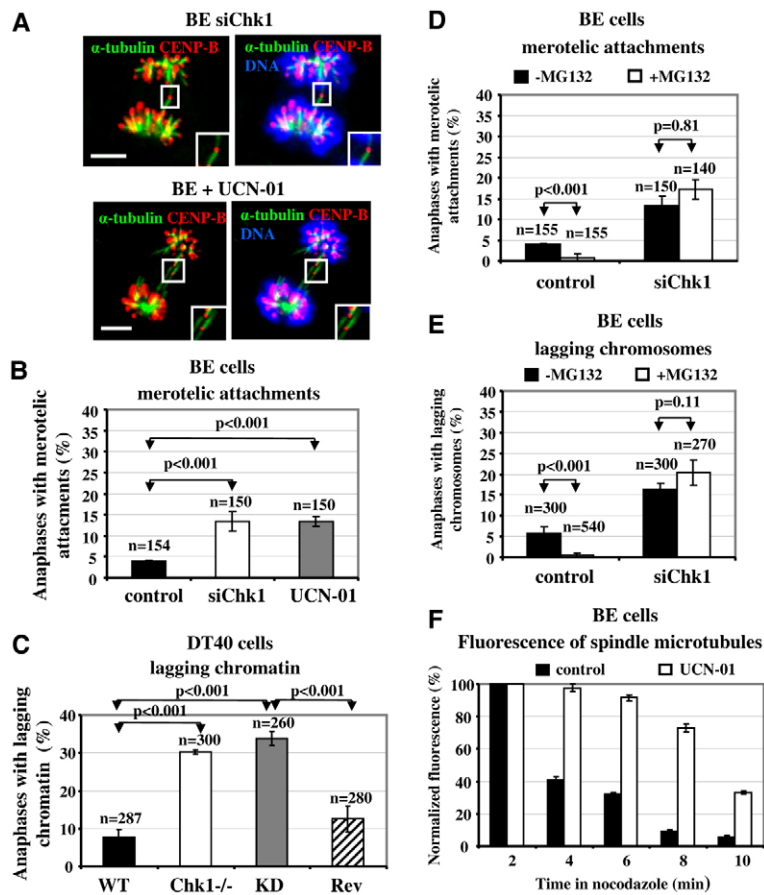 A
BE siChk1
α-tubulin CENP-B
α-tubulin CENP-B
DNA
BE + UCN-01
α-tubulin CENP-B
α-tubulin CENP-B
DNA
B
BE cells
merotelic attachments
Anaphases with merotelic
attacments (%)
40
35
30
25
20
15
10
5
0
p<0.001
p<0.001
n=154
n=150
n=150
control
siChk1
UCN-01
C
DT40 cells
lagging chromatin
Anaphases with lagging
chromatin (%)
40
30
20
10
0
p<0.001
p<0.001
p<0.001
n=287
n=300
n=260
n=280
WT
Chk1-/-
KD
Rev
D
BE cells
merotelic attachments
-MG132
+MG132
Anaphases with merotelic
attachments (%)
40
35
30
25
20
15
10
5
0
p<0.001
p=0.81
n=155
n=155
n=150
n=140
control
siChk1
E
BE cells
lagging chromosomes
-MG132
+MG132
Anaphases with lagging
chromosomes (%)
40
35
30
25
20
15
10
5
0
p<0.001
p=0.11
n=300
n=540
n=300
n=270
control
siChk1
F
BE cells
Fluorescence of spindle microtubules
control
UCN-01
Normalized fluorescence (%)
100
80
60
40
20
0
2
4
6
8
10
Time in nocodazole (min)